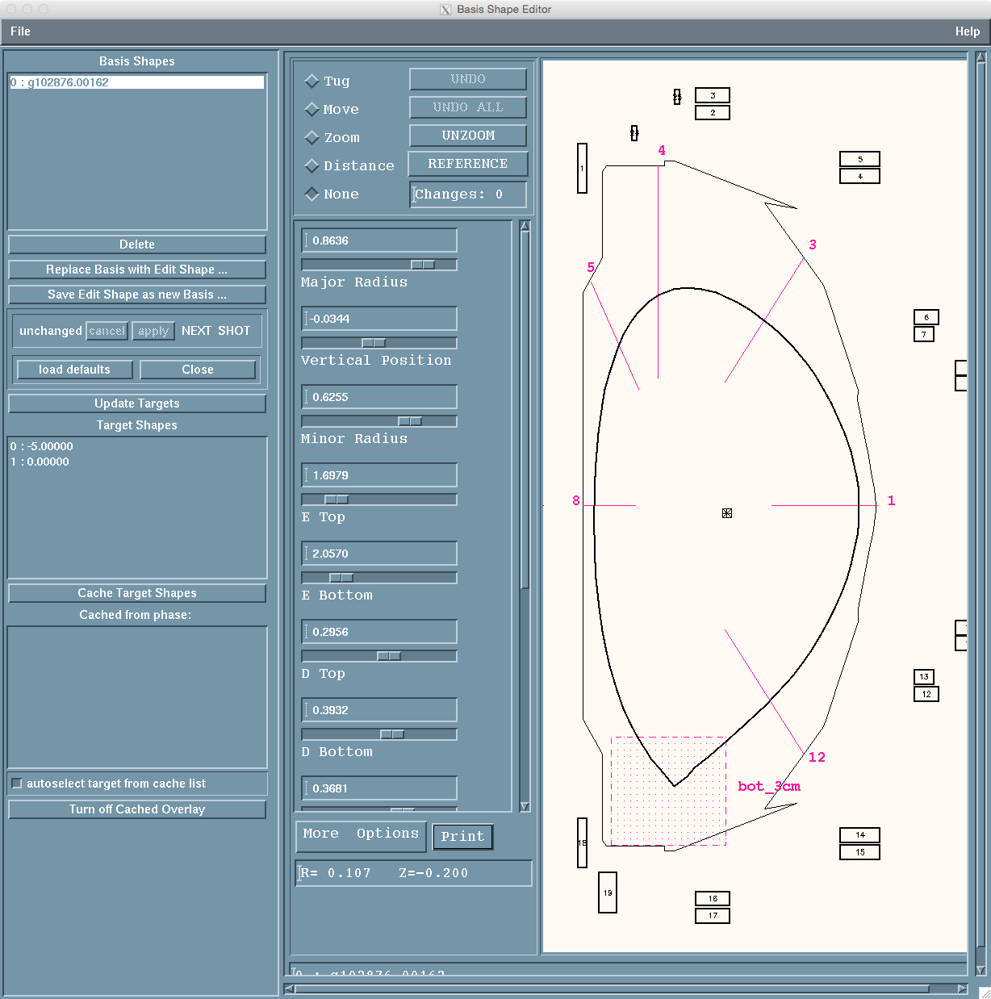 Basis Shape Editor
File
Help
Basis Shapes
0 : g102876.00162
Delete
Replace Basis with Edit Shape ...
Save Edit Shape as new Basis ...
unchanged cancel apply NEXT SHOT
load defaults Close
Update Targets
Target Shapes
0 : -5.00000
1 : 0.00000
Cache Target Shapes
Cached from phase:
autoselect target from cache list
Turn off Cached Overlay
Tug
Move
Zoom
Distance
None
UNDO
UNDO ALL
UNZOOM
REFERENCE
Changes: 0
0.8636
Major Radius
-0.0344
Vertical Position
0.6255
Minor Radius
1.6979
E Top
2.0570
E Bottom
0.2956
D Top
0.3932
D Bottom
0.3681
More Options
Print
R= 0.107 Z=-0.200
3
2
1
4
5
4
3
5
6
7
8
1
13
12
12
bot_3cm
18
14
15
19
16
17
0 : g102876.00162